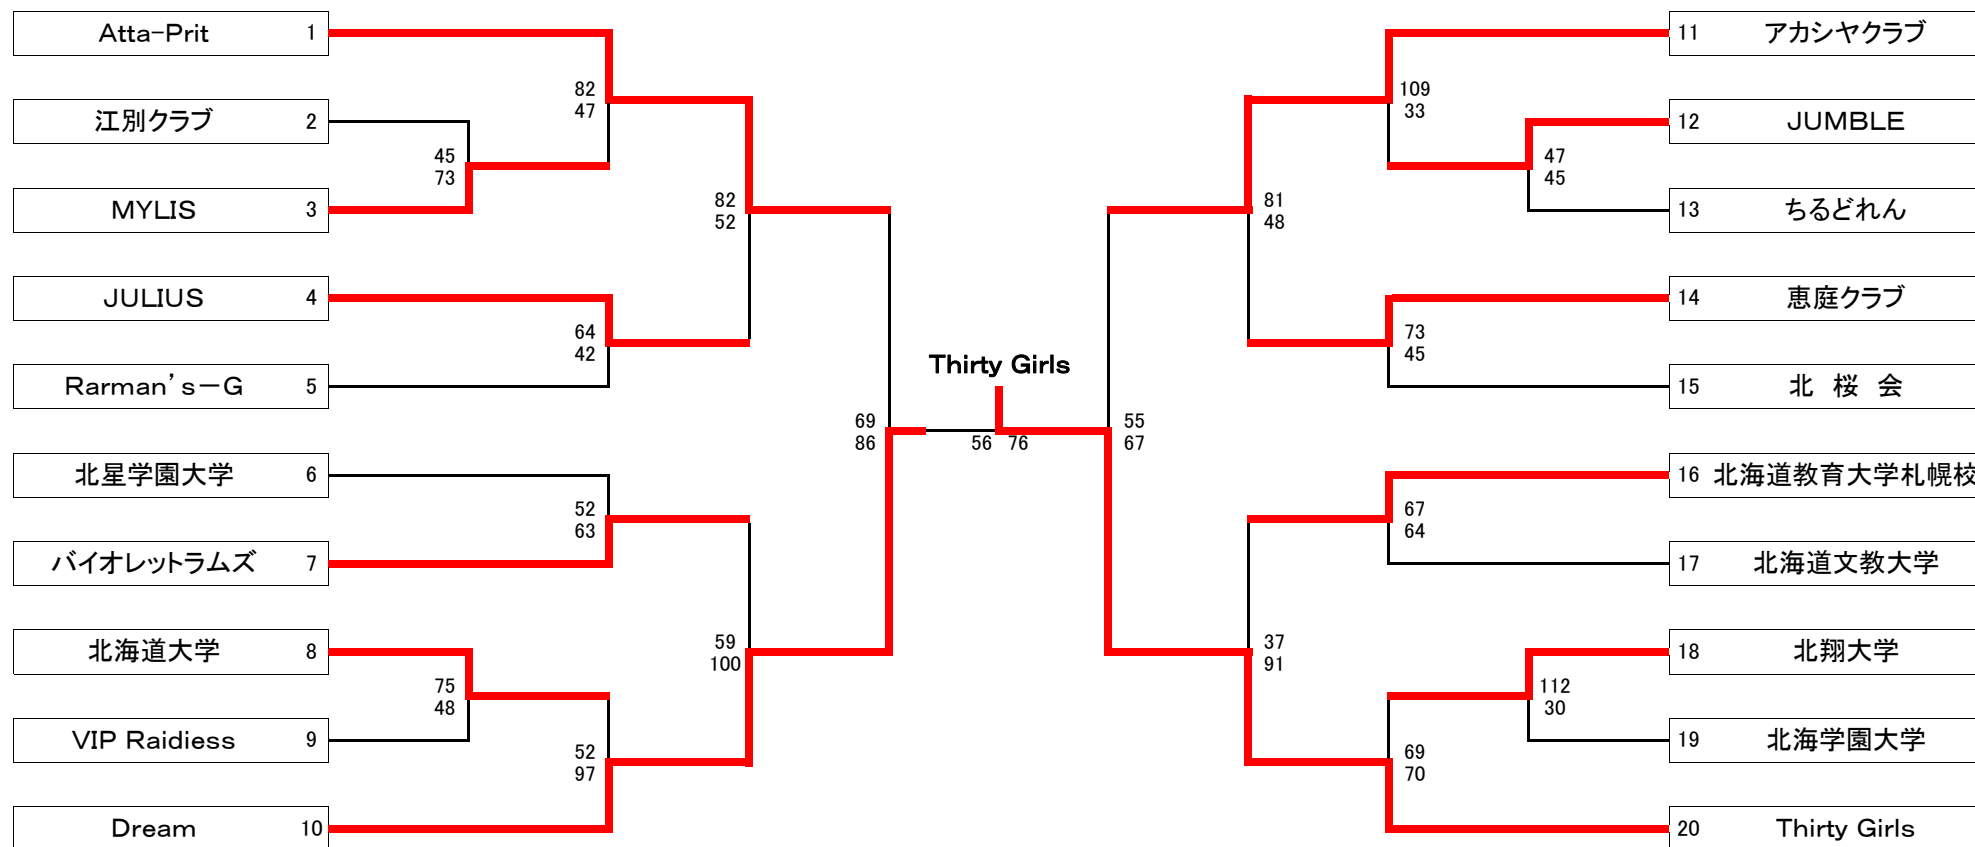 Atta-Prit 1
江別クラブ 2
MYLIS 3
JULIUS 4
Rarman's－G 5
北星学園大学 6
バイオレットラムズ 7
北海道大学 8
VIP Raidiess 9
Dream 10
45
73
75
48
82
47
64
42
52
63
52
97
82
52
59
100
69
86
Thirty Girls
56 76
55
67
81
48
37
91
109
33
73
45
67
64
69
70
47
45
112
30
11 アカシヤクラブ
12 JUMBLE
13 ちるどれん
14 恵庭クラブ
15 北 桜 会
16 北海道教育大学札幌校
17 北海道文教大学
18 北翔大学
19 北海学園大学
20 Thirty Girls